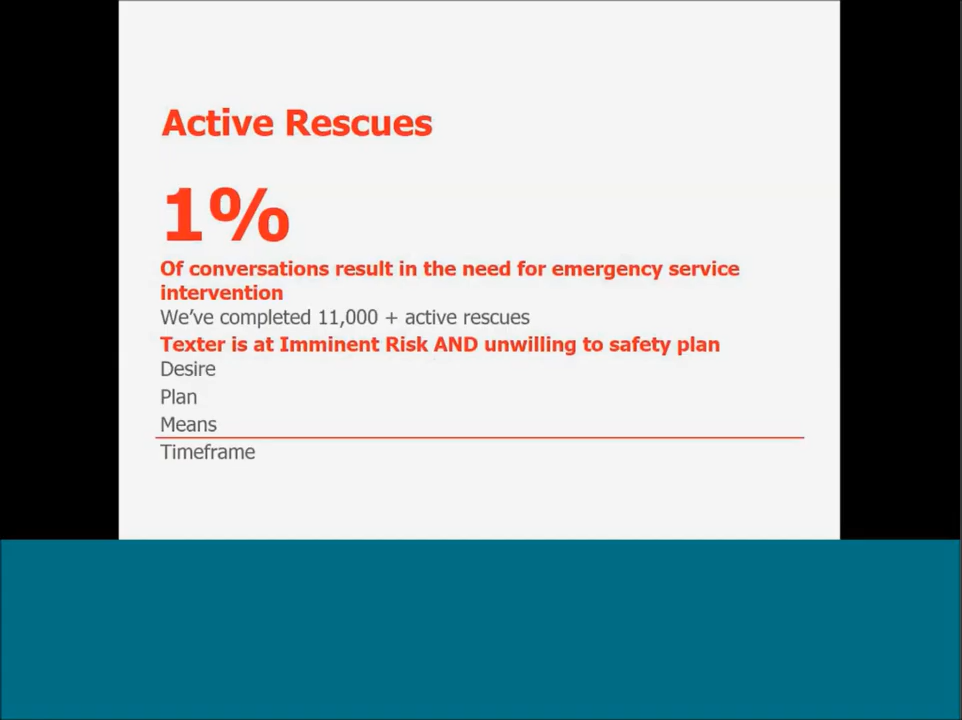 Active Rescues
1%
Of conversations result in the need for emergency service
intervention
We've completed 11,000 + active rescues
Texter is at Imminent Risk AND unwilling to safety plan
Desire
Plan
Means
Timeframe